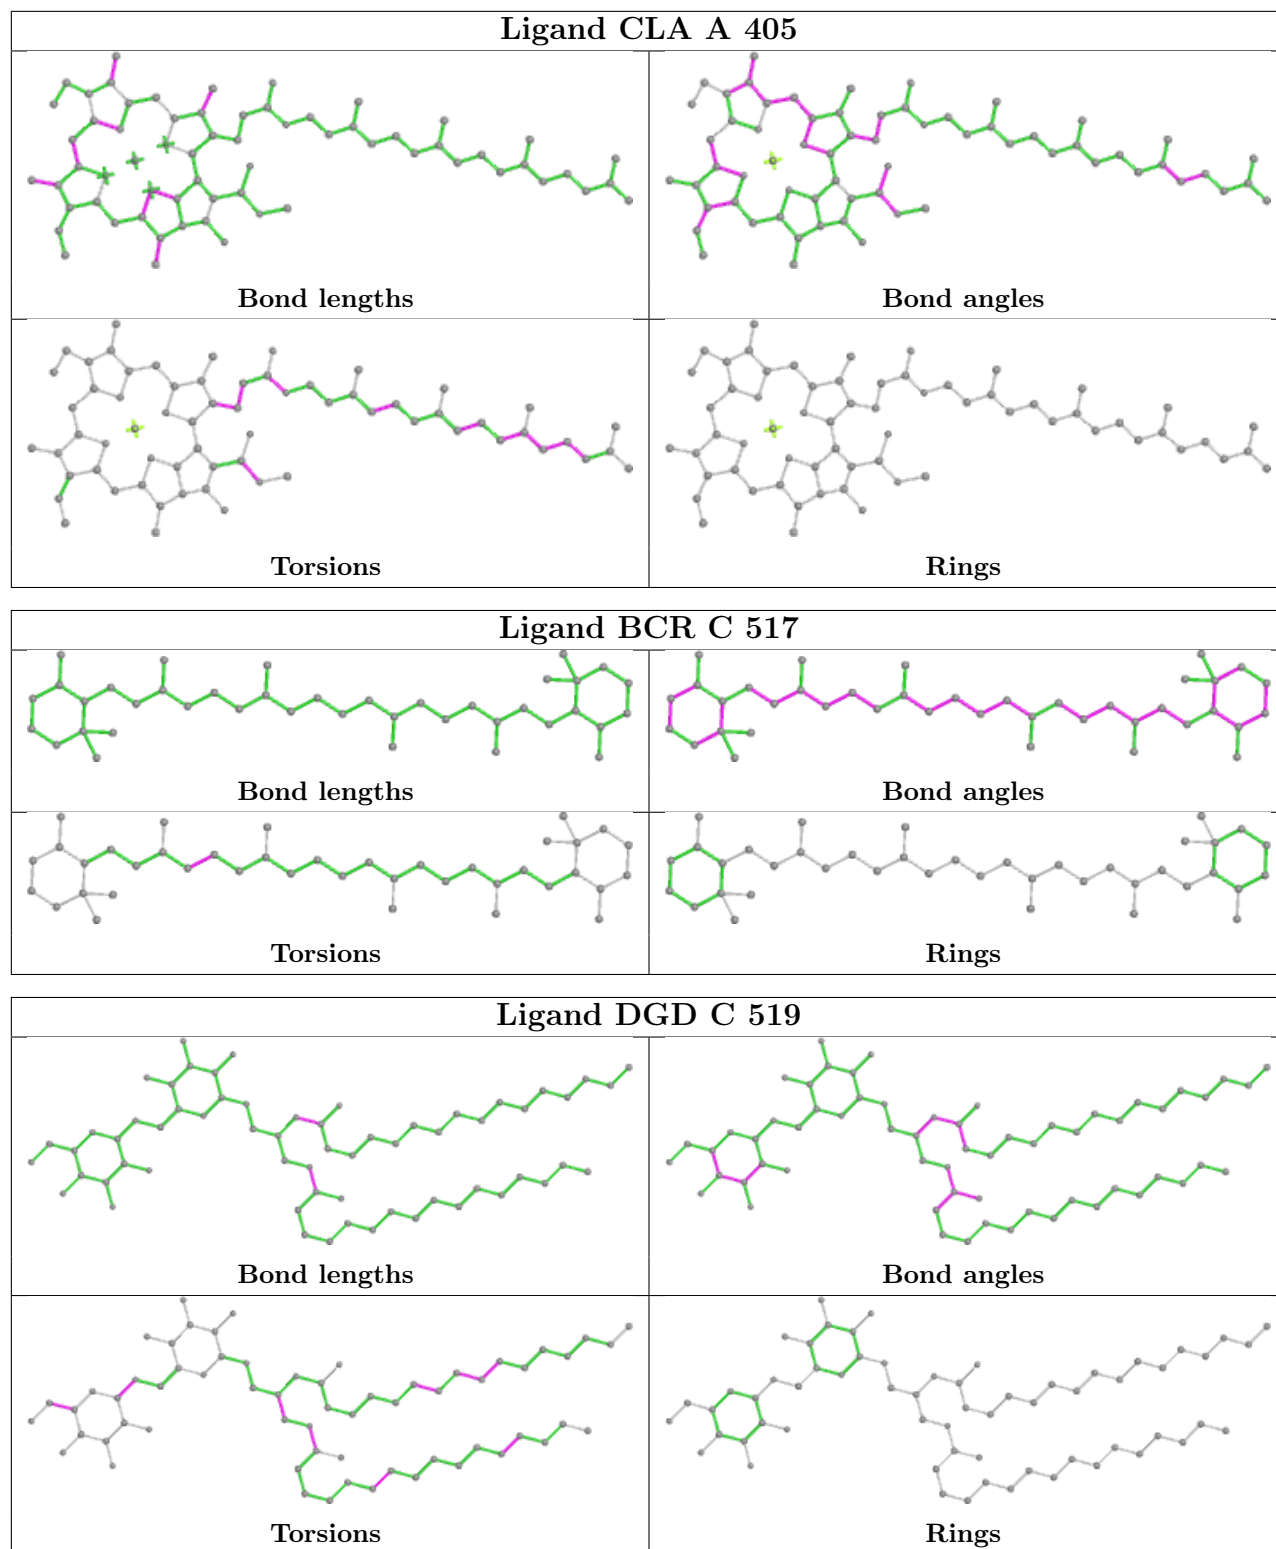 Ligand CLA A 405
Bond lengths
Bond angles
Torsions
Rings
Ligand BCR C 517
Bond lengths
Bond angles
Torsions
Rings
Ligand DGD C 519
Bond lengths
Bond angles
Torsions
Rings